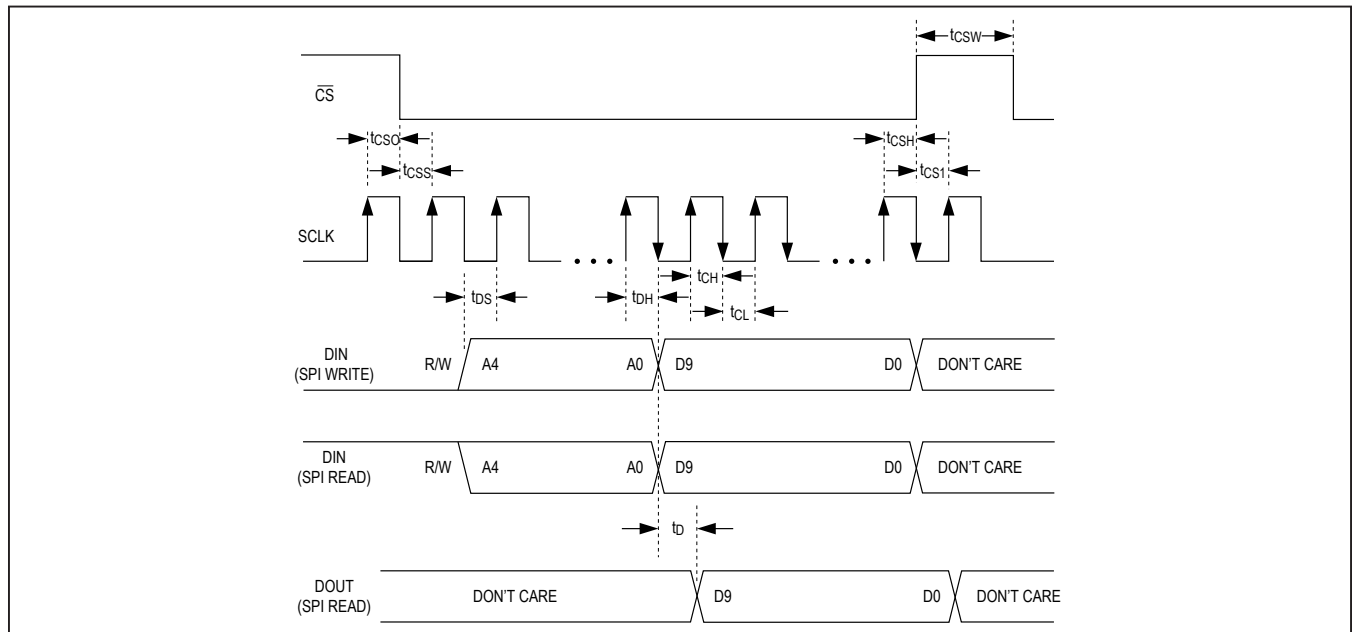 tCSW
CS
tCSO
tCSH
tCSS
tCS1
SCLK
tCH
tDS
tDH
tCL
DIN
(SPI WRITE)
R/W
A4
A0
D9
D0
DON'T CARE
DIN
(SPI READ)
R/W
A4
A0
D9
D0
DON'T CARE
tD
DOUT
(SPI READ)
DON'T CARE
D9
D0
DON'T CARE